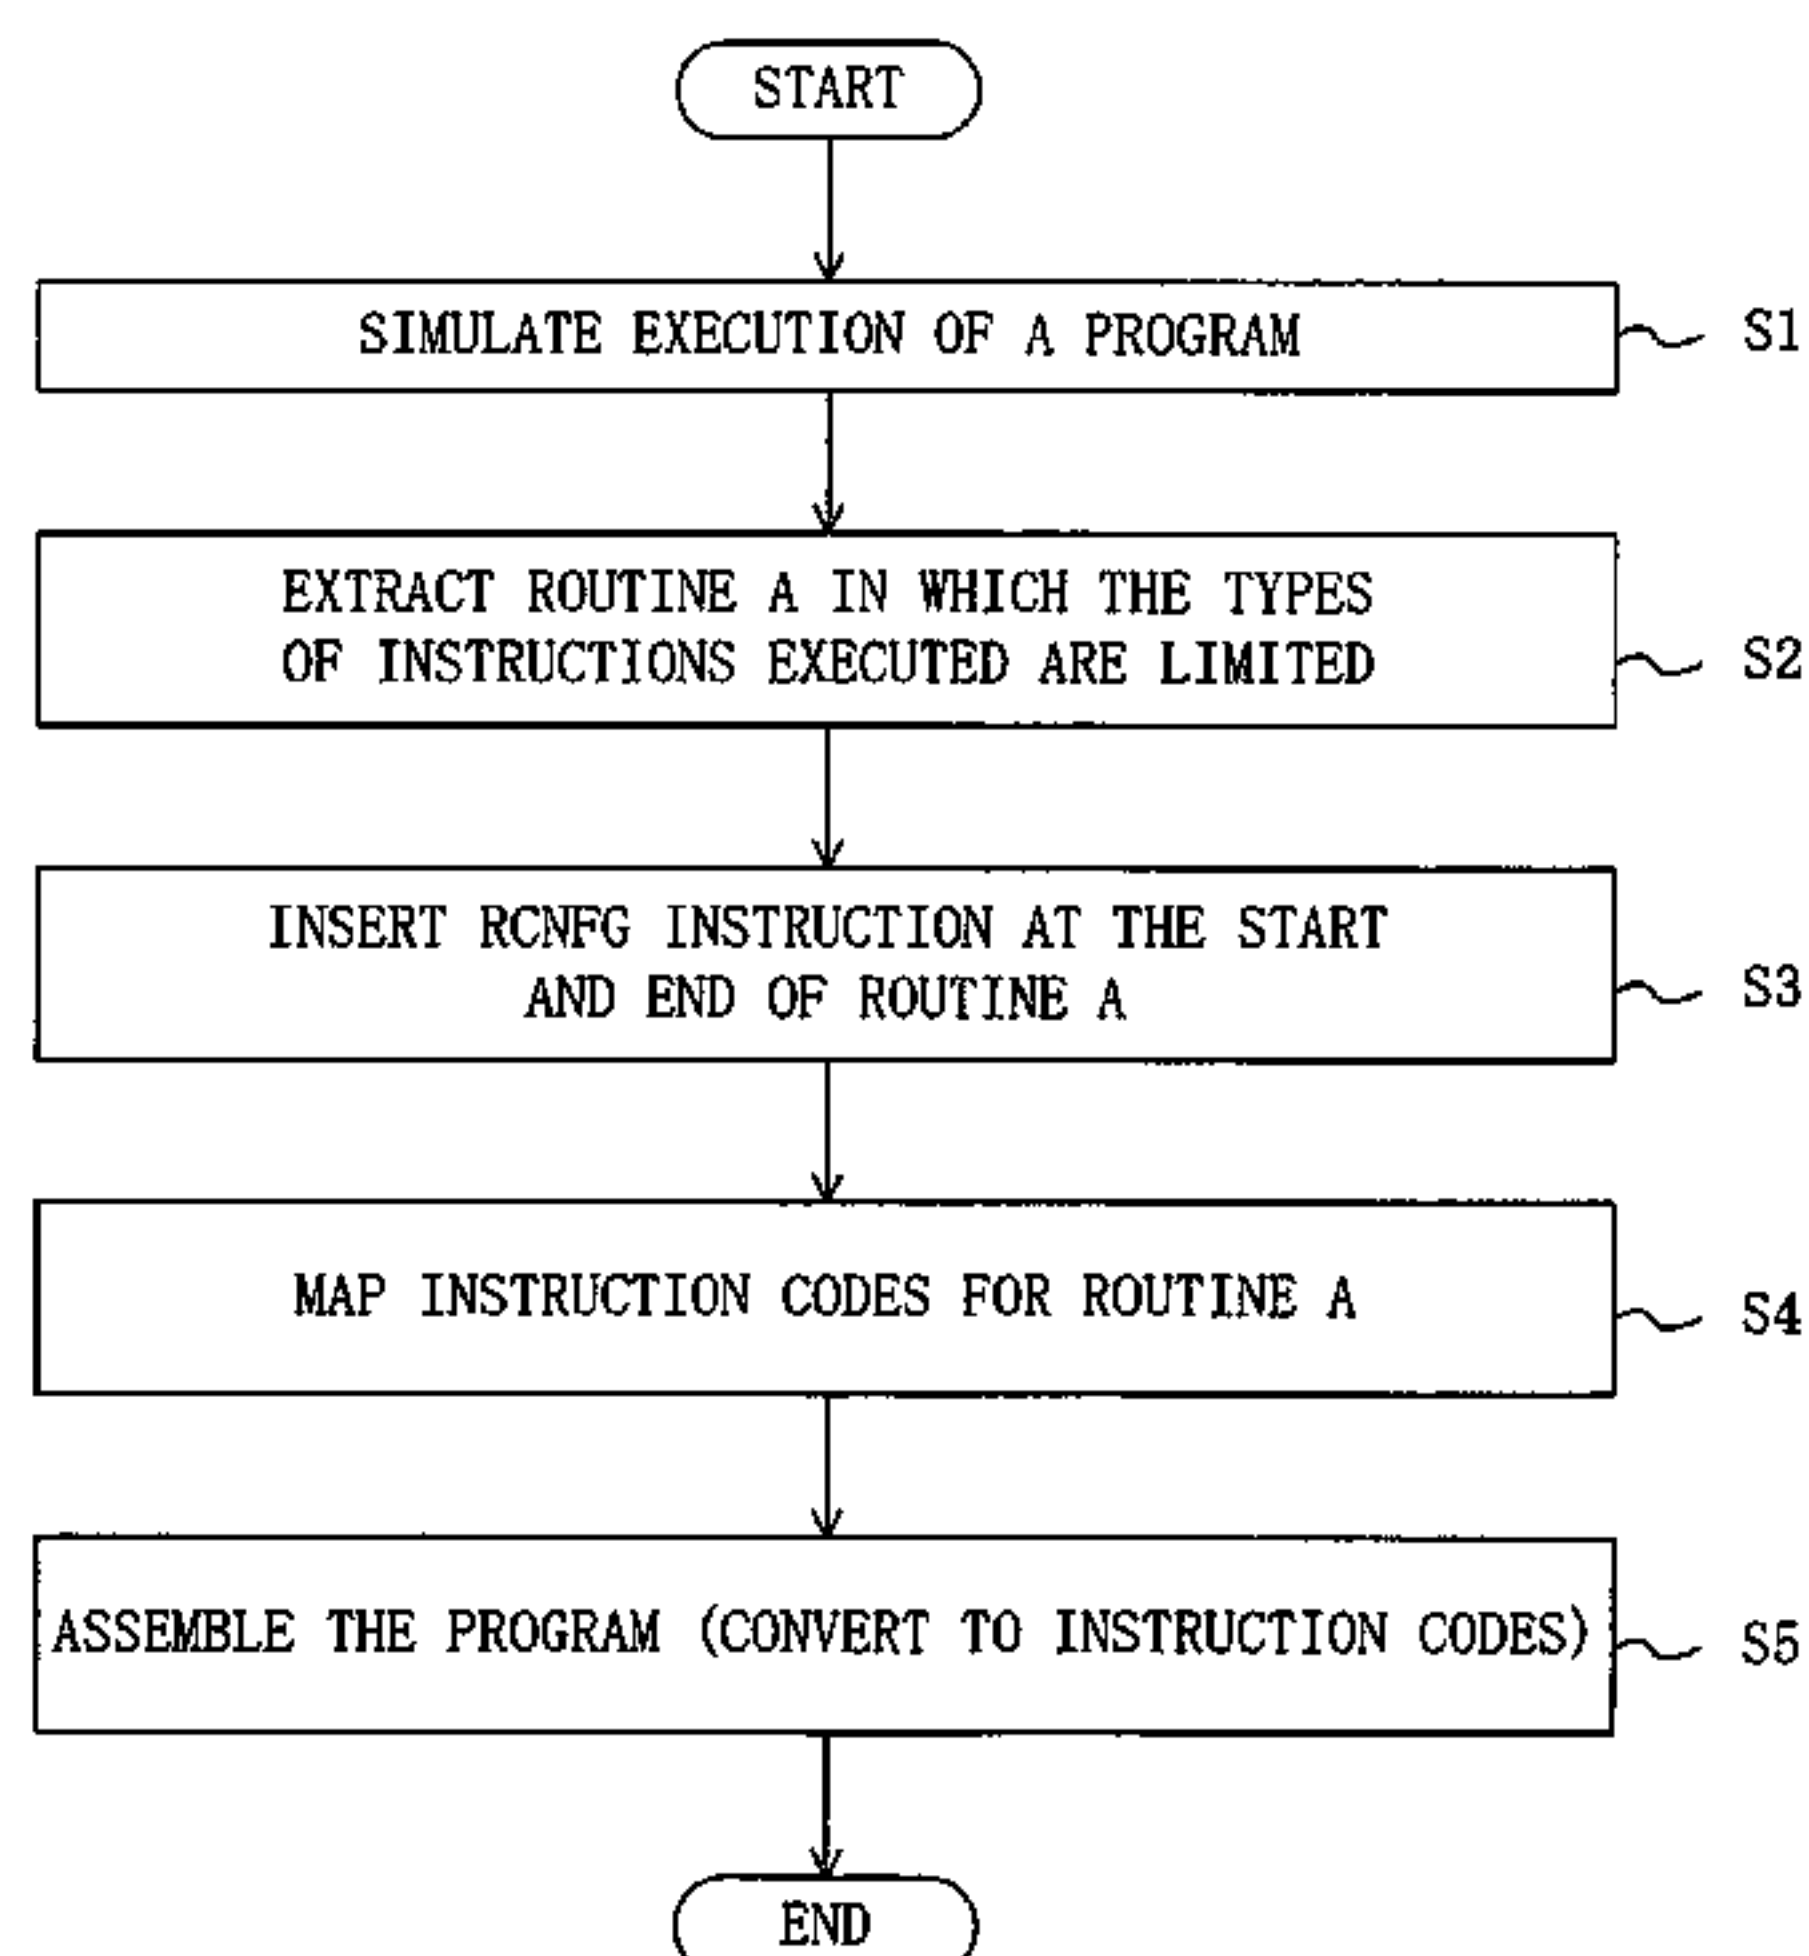 START
SIMULATE EXECUTION OF A PROGRAM
S1
EXTRACT ROUTINE A IN WHICH THE TYPES
OF INSTRUCTIONS EXECUTED ARE LIMITED
S2
INSERT RCNFG INSTRUCTION AT THE START
AND END OF ROUTINE A
S3
MAP INSTRUCTION CODES FOR ROUTINE A
S4
ASSEMBLE THE PROGRAM (CONVERT TO INSTRUCTION CODES)
S5
END